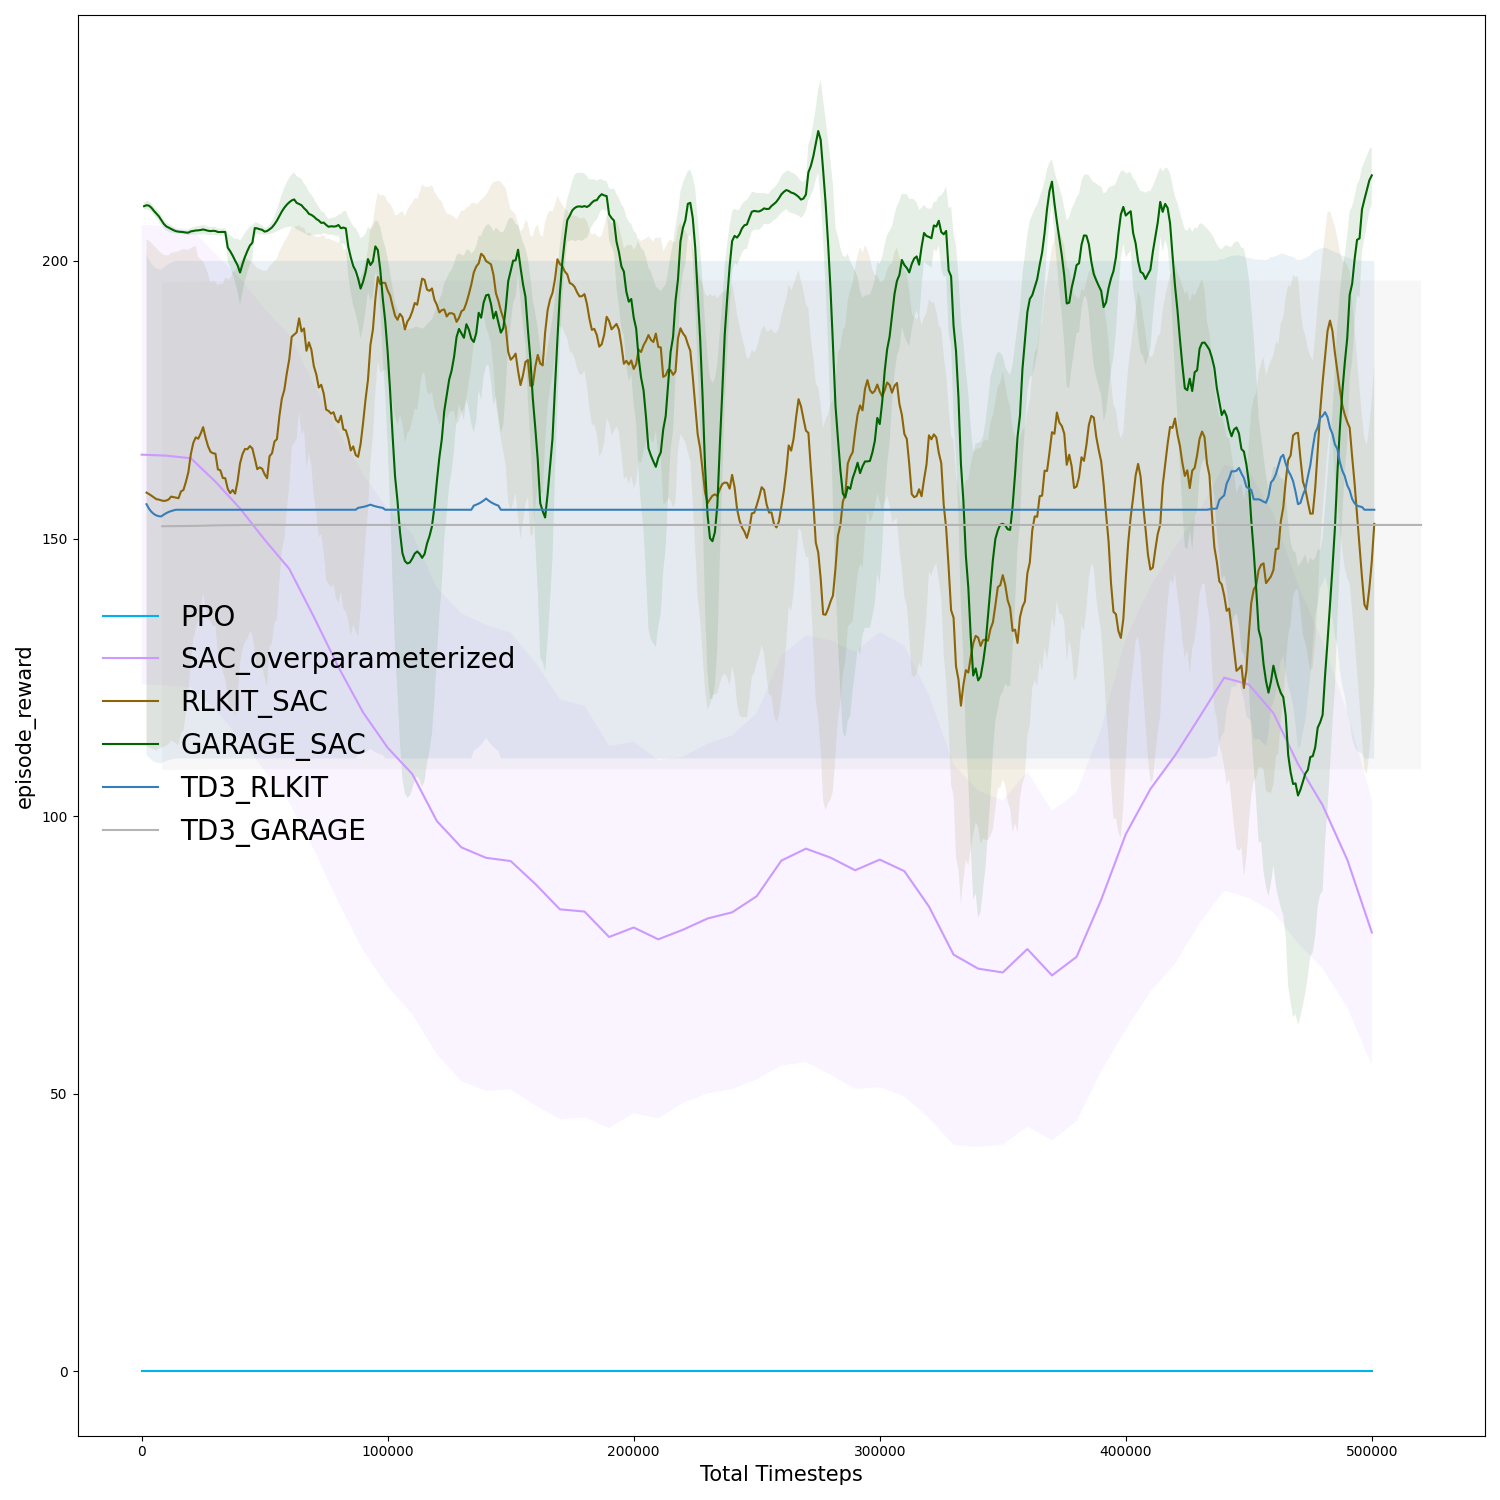 200
150
100
50
0
episode_reward
PPO
SAC_overparameterized
RLKIT_SAC
GARAGE_SAC
TD3_RLKIT
TD3_GARAGE
0 100000 200000 300000 400000 500000
Total Timesteps